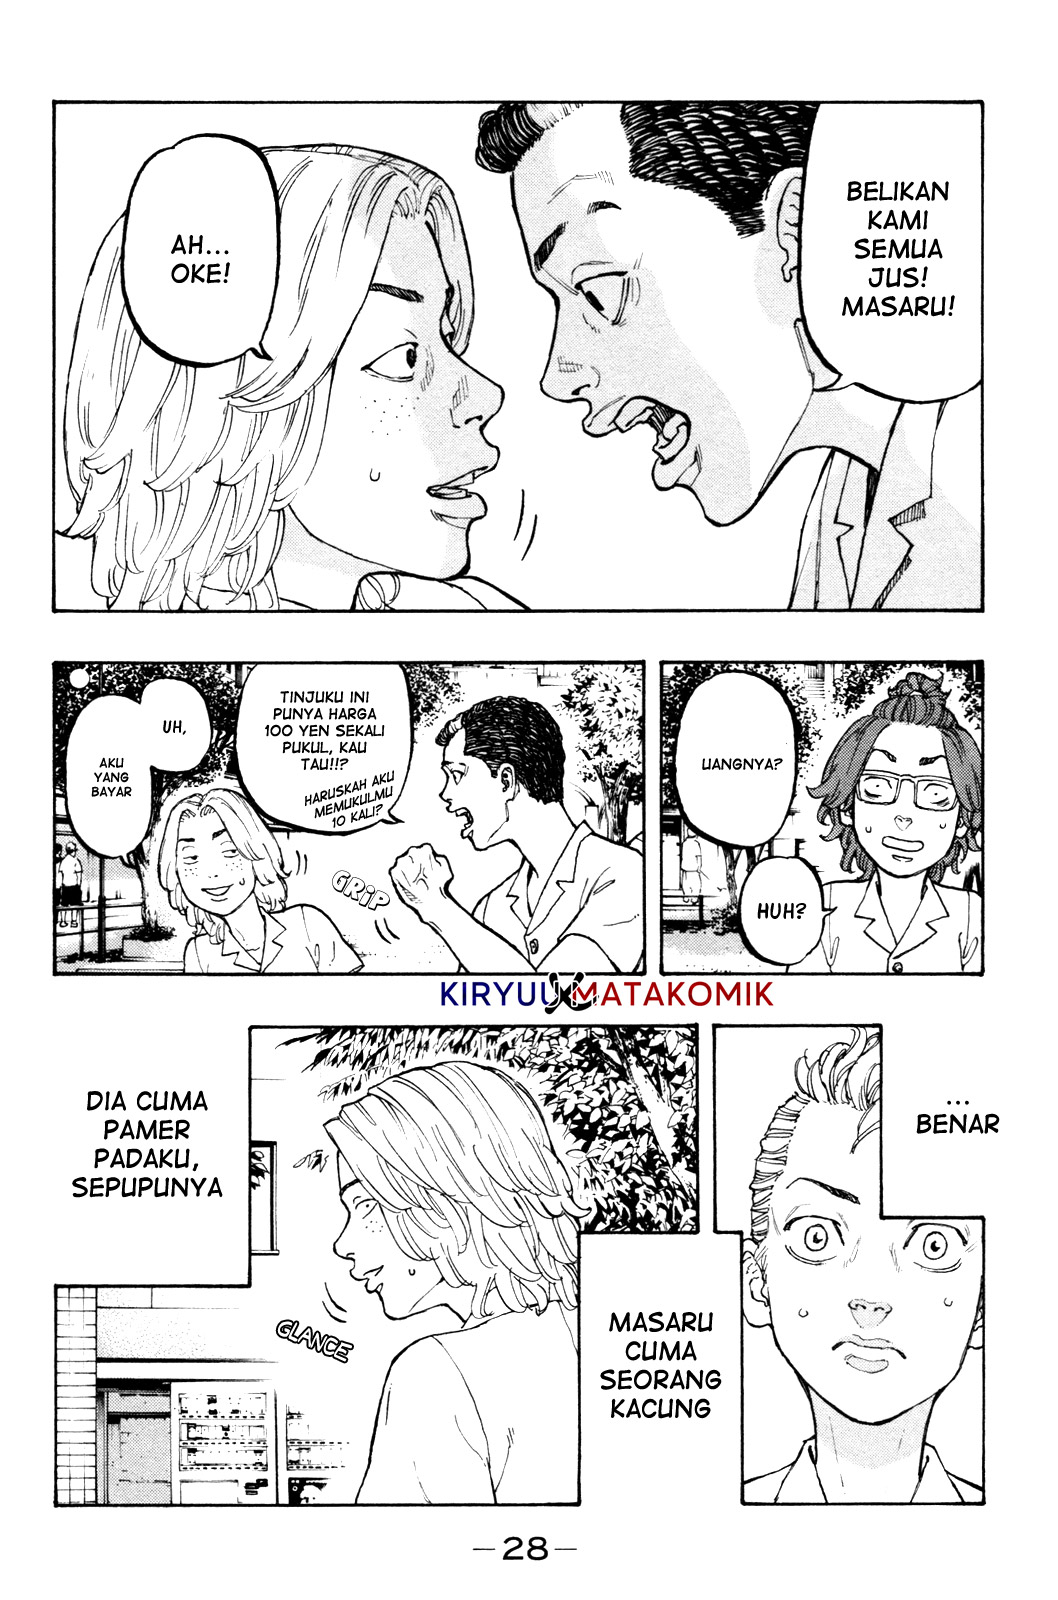 BELIKAN
KAMI
SEMUA
JUS!
MASARU!
AH...
OKE!
UANGNYA?
HUH?
TINJUKU INI
PUNYA HARGA
100 YEN SEKALI
PUKUL, KAU
TAU!!?
HARUSKAH AKU
MEMUKULMU
10 KALI?
GRIP
UH,
AKU
YANG
BAYAR
KIRYUU X MATAKOMIK
...
BENAR
MASARU
CUMA
SEORANG
KACUNG
DIA CUMA
PAMER
PADAKU,
SEPUPUNYA
GLANCE
—28—